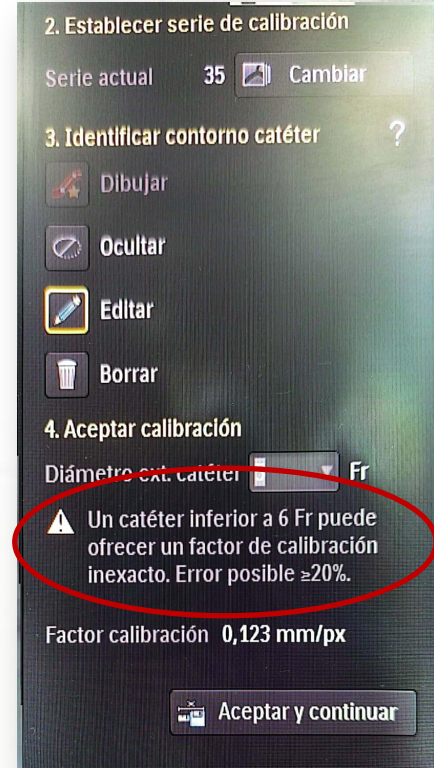 2. Establecer serie de calibración
Serie actual 35 Cambiar
3. Identificar contorno catéter ?
Dibujar
Ocultar
Editar
Borrar
4. Aceptar calibración
Diámetro ext. catéter Fr
Un catéter inferior a 6 Fr puede
ofrecer un factor de calibración
inexacto. Error posible ≥20%.
Factor calibración 0,123 mm/px
Aceptar y continuar